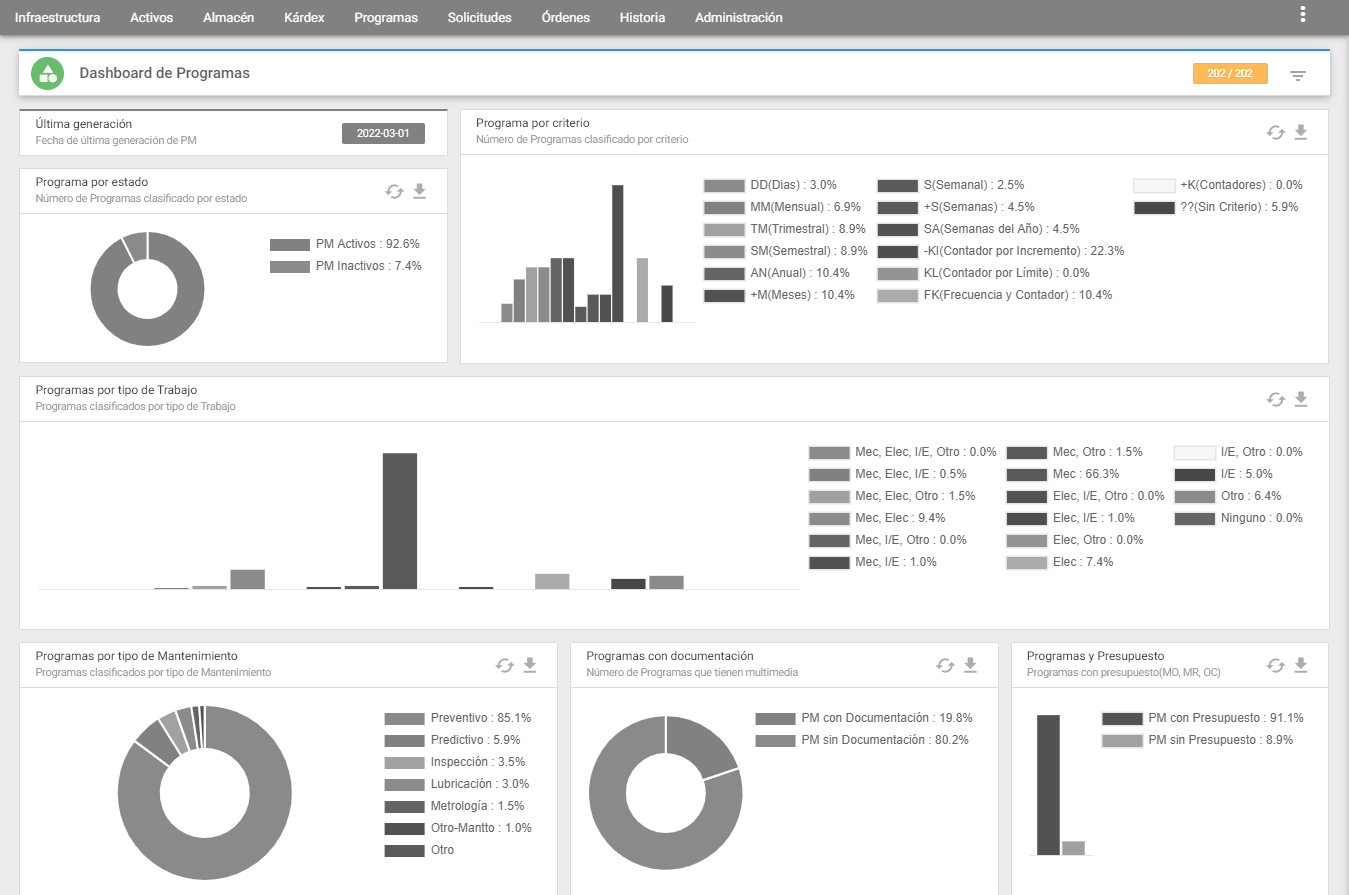 Infraestructura Activos Almacén Kárdex Programas Solicitudes Órdenes Historia Administración
Dashboard de Programas
202 / 202
Última generación
Fecha de última generación de PM
2022-03-01
Programa por estado
Número de Programas clasificado por estado
PM Activos : 92.6%
PM Inactivos : 7.4%
Programa por criterio
Número de Programas clasificado por criterio
DD(Dias) : 3.0%
MM(Mensual) : 6.9%
TM(Trimestral) : 8.9%
SM(Semestral) : 8.9%
AN(Anual) : 10.4%
+M(Meses) : 10.4%
S(Semanal) : 2.5%
+S(Semanas) : 4.5%
SA(Semanas del Año) : 4.5%
-KI(Contador por Incremento) : 22.3%
KL(Contador por Límite) : 0.0%
FK(Frecuencia y Contador) : 10.4%
+K(Contadores) : 0.0%
??(Sin Criterio) : 5.9%
Programas por tipo de Trabajo
Programas clasificados por tipo de Trabajo
Mec, Elec, I/E, Otro : 0.0%
Mec, Elec, I/E : 0.5%
Mec, Elec, Otro : 1.5%
Mec, Elec : 9.4%
Mec, I/E, Otro : 0.0%
Mec, I/E : 1.0%
Mec, Otro : 1.5%
Mec : 66.3%
Elec, I/E, Otro : 0.0%
Elec, I/E : 1.0%
Elec, Otro : 0.0%
Elec : 7.4%
I/E, Otro : 0.0%
I/E : 5.0%
Otro : 6.4%
Ninguno : 0.0%
Programas por tipo de Mantenimiento
Programas clasificados por tipo de Mantenimiento
Preventivo : 85.1%
Predictivo : 5.9%
Inspección : 3.5%
Lubricación : 3.0%
Metrología : 1.5%
Otro-Mantto : 1.0%
Otro
Programas con documentación
Número de Programas que tienen multimedia
PM con Documentación : 19.8%
PM sin Documentación : 80.2%
Programas y Presupuesto
Programas con presupuesto(MO, MR, OC)
PM con Presupuesto : 91.1%
PM sin Presupuesto : 8.9%